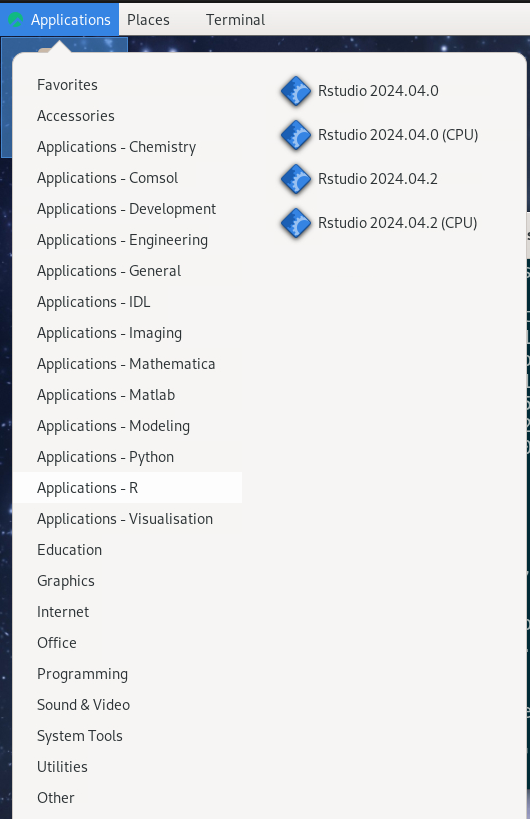 Applications Places Terminal
Favorites
Accessories
Applications - Chemistry
Applications - Comsol
Applications - Development
Applications - Engineering
Applications - General
Applications - IDL
Applications - Imaging
Applications - Mathematica
Applications - Matlab
Applications - Modeling
Applications - Python
Applications - R
Applications - Visualisation
Education
Graphics
Internet
Office
Programming
Sound & Video
System Tools
Utilities
Other
Rstudio 2024.04.0
Rstudio 2024.04.0 (CPU)
Rstudio 2024.04.2
Rstudio 2024.04.2 (CPU)